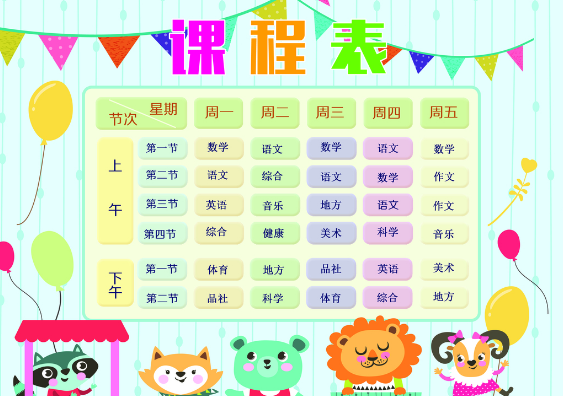 课程表
星期 周一 周二 周三 周四 周五
节次
上午
第一节 数学 语文 数学 语文 数学
第二节 语文 综合 语文 数学 作文
第三节 英语 音乐 地方 语文 作文
第四节 综合 健康 美术 科学 音乐
下午
第一节 体育 地方 品社 英语 美术
第二节 品社 科学 体育 综合 地方